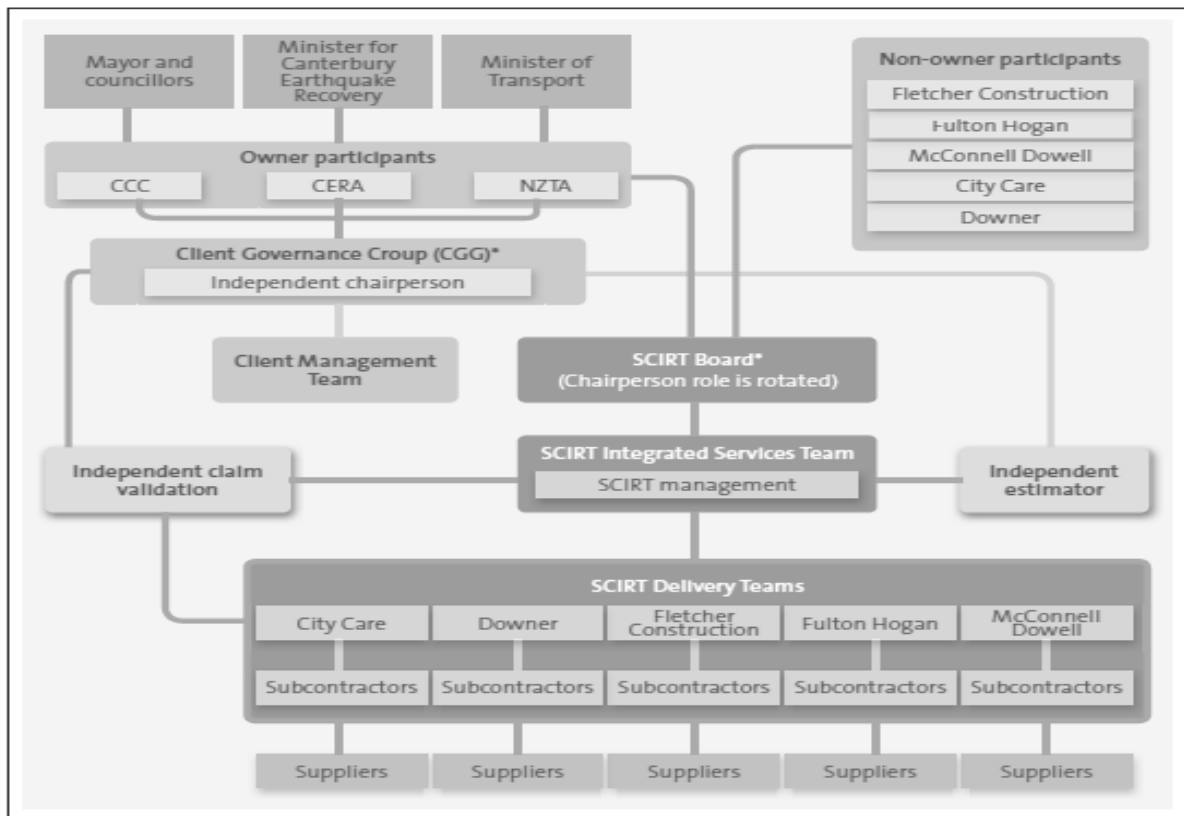 Mayor and
councillors
Minister for
Canterbury
Earthquake
Recovery
Minister of
Transport
Non-owner participants
Fletcher Construction
Fulton Hogan
McConnell Dowell
City Care
Downer
Owner participants
CCC
CERA
NZTA
Client Governance Croup (CGG)*
Independent chairperson
Client Management
Team
SCIRT Board*
(Chairperson role is rotated)
Independent claim
validation
SCIRT Integrated Services Team
SCIRT management
Independent
estimator
SCIRT Delivery Teams
City Care
Downer
Fletcher
Construction
Fulton Hogan
McConnell
Dowell
Subcontractors
Subcontractors
Subcontractors
Subcontractors
Subcontractors
Suppliers
Suppliers
Suppliers
Suppliers
Suppliers